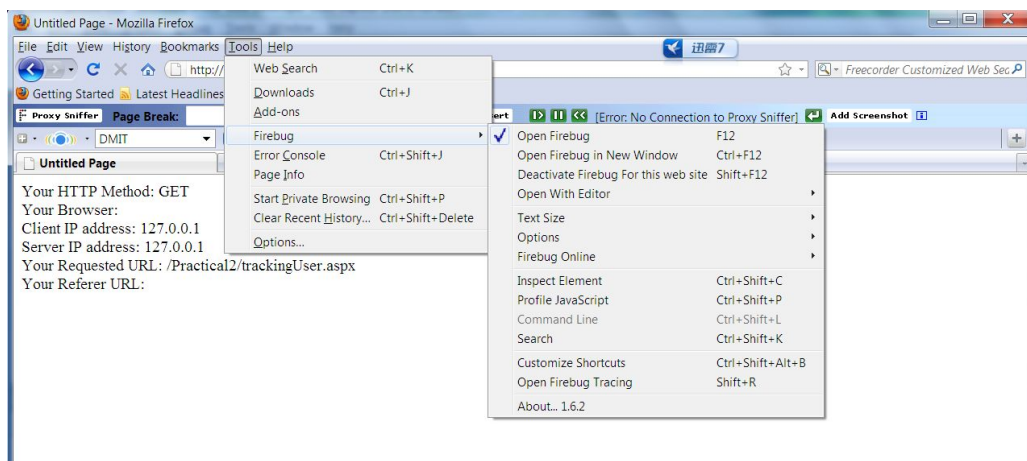 Untitled Page - Mozilla Firefox
File Edit View History Bookmarks Tools Help
迅雷7
http://
Freecorder Customized Web Sea
Getting Started Latest Headlines
Proxy Sniffer Page Break: ert [Error: No Connection to Proxy Sniffer] Add Screenshot
DMIT
Untitled Page
Web Search Ctrl+K
Downloads Ctrl+J
Add-ons
Firebug
Error Console Ctrl+Shift+J
Page Info
Start Private Browsing Ctrl+Shift+P
Clear Recent History... Ctrl+Shift+Delete
Options...
Open Firebug F12
Open Firebug in New Window Ctrl+F12
Deactivate Firebug For this web site Shift+F12
Open With Editor
Text Size
Options
Firebug Online
Inspect Element Ctrl+Shift+C
Profile JavaScript Ctrl+Shift+P
Command Line Ctrl+Shift+L
Search Ctrl+Shift+K
Customize Shortcuts Ctrl+Shift+Alt+B
Open Firebug Tracing Shift+R
About... 1.6.2
Your HTTP Method: GET
Your Browser:
Client IP address: 127.0.0.1
Server IP address: 127.0.0.1
Your Requested URL: /Practical2/trackingUser.aspx
Your Referer URL: